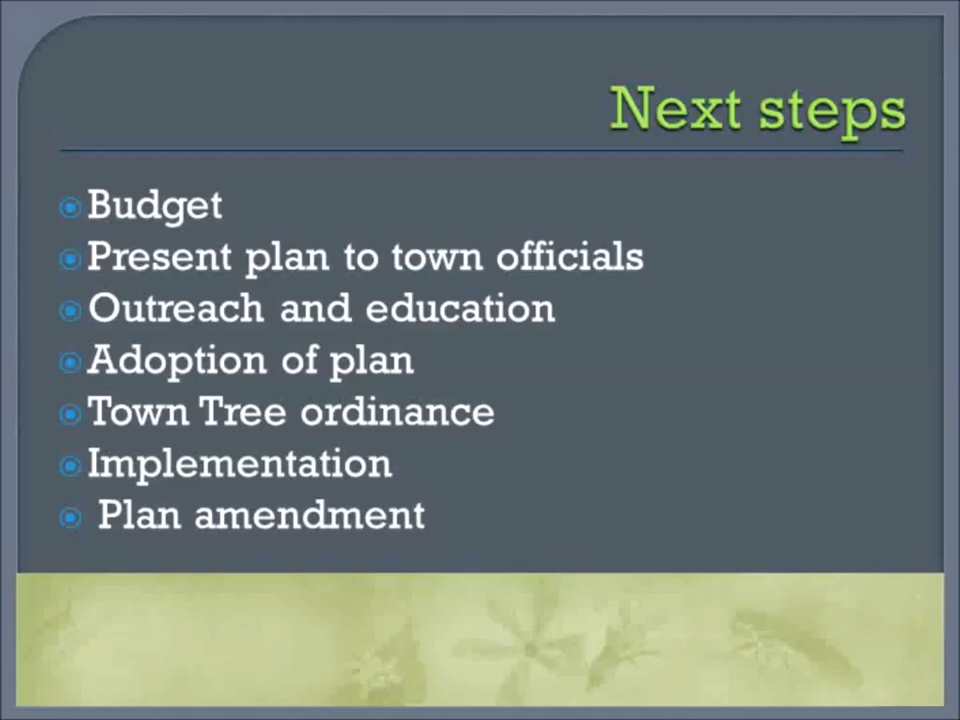 Next steps
Budget
Present plan to town officials
Outreach and education
Adoption of plan
Town Tree ordinance
Implementation
Plan amendment